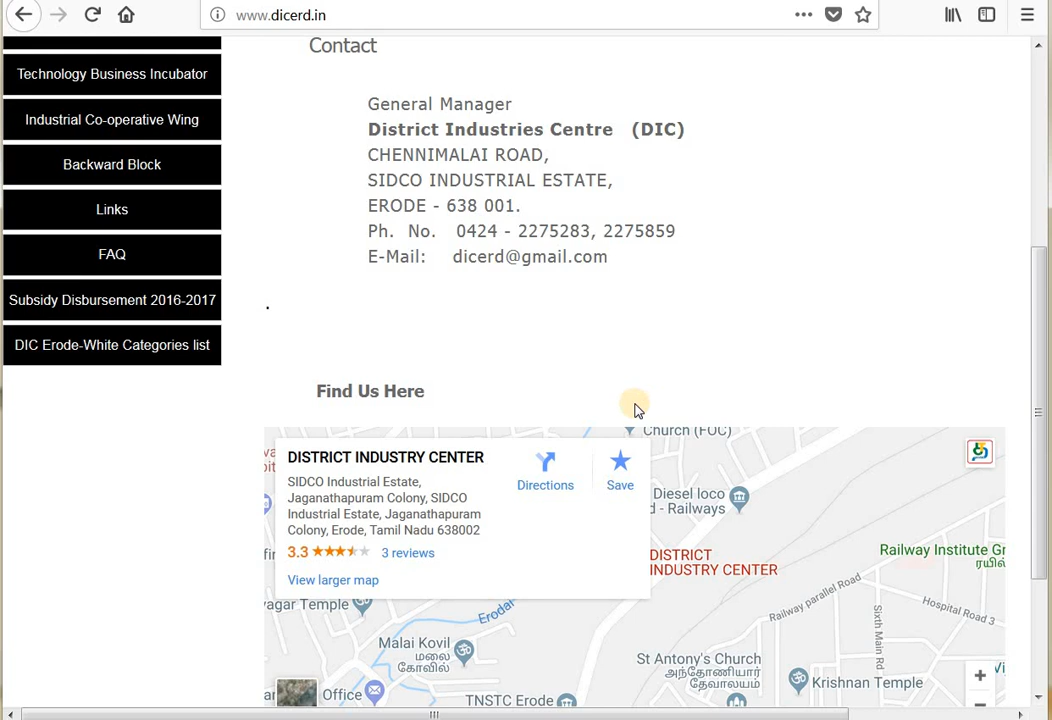 www.dicerd.in
Technology Business Incubator
Industrial Co-operative Wing
Backward Block
Links
FAQ
Subsidy Disbursement 2016-2017
DIC Erode-White Categories list
Contact
General Manager
District Industries Centre (DIC)
CHENNIMALAI ROAD,
SIDCO INDUSTRIAL ESTATE,
ERODE - 638 001.
Ph. No. 0424 - 2275283, 2275859
E-Mail: dicerd@gmail.com
.
Find Us Here
DISTRICT INDUSTRY CENTER
SIDCO Industrial Estate,
Jaganathapuram Colony, SIDCO
Industrial Estate, Jaganathapuram
Colony, Erode, Tamil Nadu 638002
3.3
3 reviews
View larger map
Directions
Save
Church (FOC)
Diesel loco
d - Railways
DISTRICT
INDUSTRY CENTER
Railway Institute Gr
ரயில்
Railway parallel Road
Hospital Road 3
Sixth Main Rd
vagar Temple
Erodai
Malai Kovil
மலை
கோவில்
St Antony's Church
அந்தோணியார்
தேவாலயம்
Krishnan Temple
Office
TNSTC Erode